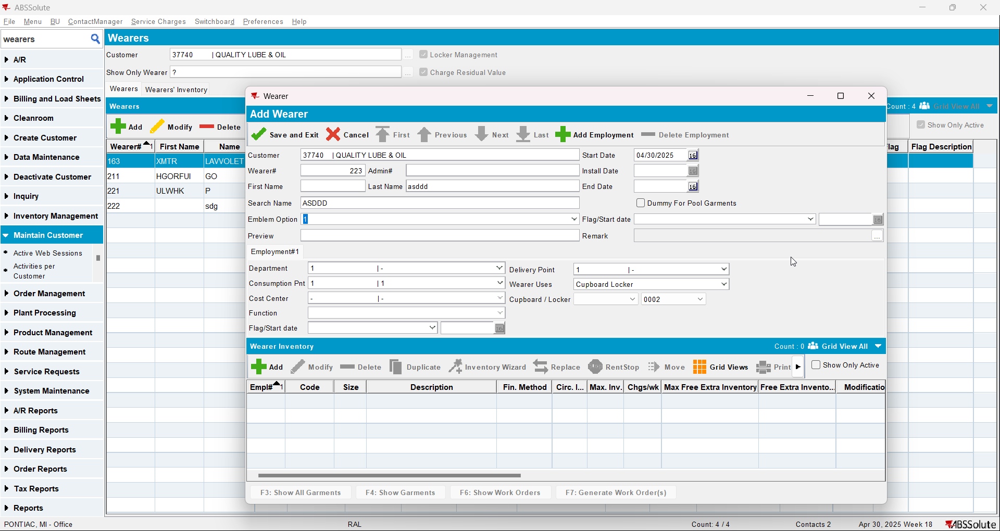 ABSSolute
File Menu BU ContactManager Service Charges Switchboard Preferences Help
wearers
Wearers
Customer 37740 | QUALITY LUBE & OIL ... Locker Management
Show Only Wearer ? ... Charge Residual Value
Wearers Wearers' Inventory
Wearers
Count : 4 Grid View All
Add Modify Delete
Show Only Active
Wearer# 1 First Name Name
lag Flag Description
163 XMTR LAVVOLET
211 HGORFUI GO
221 ULWHK P
222 sdg
A/R
Application Control
Billing and Load Sheets
Cleanroom
Create Customer
Data Maintenance
Deactivate Customer
Inquiry
Inventory Management
Maintain Customer
Active Web Sessions
Activities per
Customer
Order Management
Plant Processing
Product Management
Route Management
Service Requests
System Maintenance
A/R Reports
Billing Reports
Delivery Reports
Order Reports
Tax Reports
Reports
Wearer
Add Wearer
Save and Exit Cancel First Previous Next Last Add Employment Delete Employment
Customer 37740 | QUALITY LUBE & OIL Start Date 04/30/2025 16
Wearer# 223 Admin# Install Date 16
First Name Last Name asddd End Date 16
Search Name ASDDD Dummy For Pool Garments
Emblem Option 1 Flag/Start date 16
Preview Remark ...
Employment#1
Department 1 | - Delivery Point 1 | -
Consumption Pnt 1 | 1 Wearer Uses Cupboard Locker
Cost Center - | - Cupboard / Locker 0002
Function
Flag/Start date 16
Wearer Inventory Count : 0 Grid View All
Add Modify Delete Duplicate Inventory Wizard Replace RentStop Move Grid Views Print Show Only Active
Empl# 1 Code Size Description Fin. Method Circ. I... Max. Inv. Chgs/wk Max Free Extra Inventory Free Extra Invento... Modificatio
F3: Show All Garments F4: Show Garments F6: Show Work Orders F7: Generate Work Order(s)
PONTIAC, MI - Office RAL Count: 4 / 4 Contacts 2 Apr 30, 2025 Week 18 ABSSolute